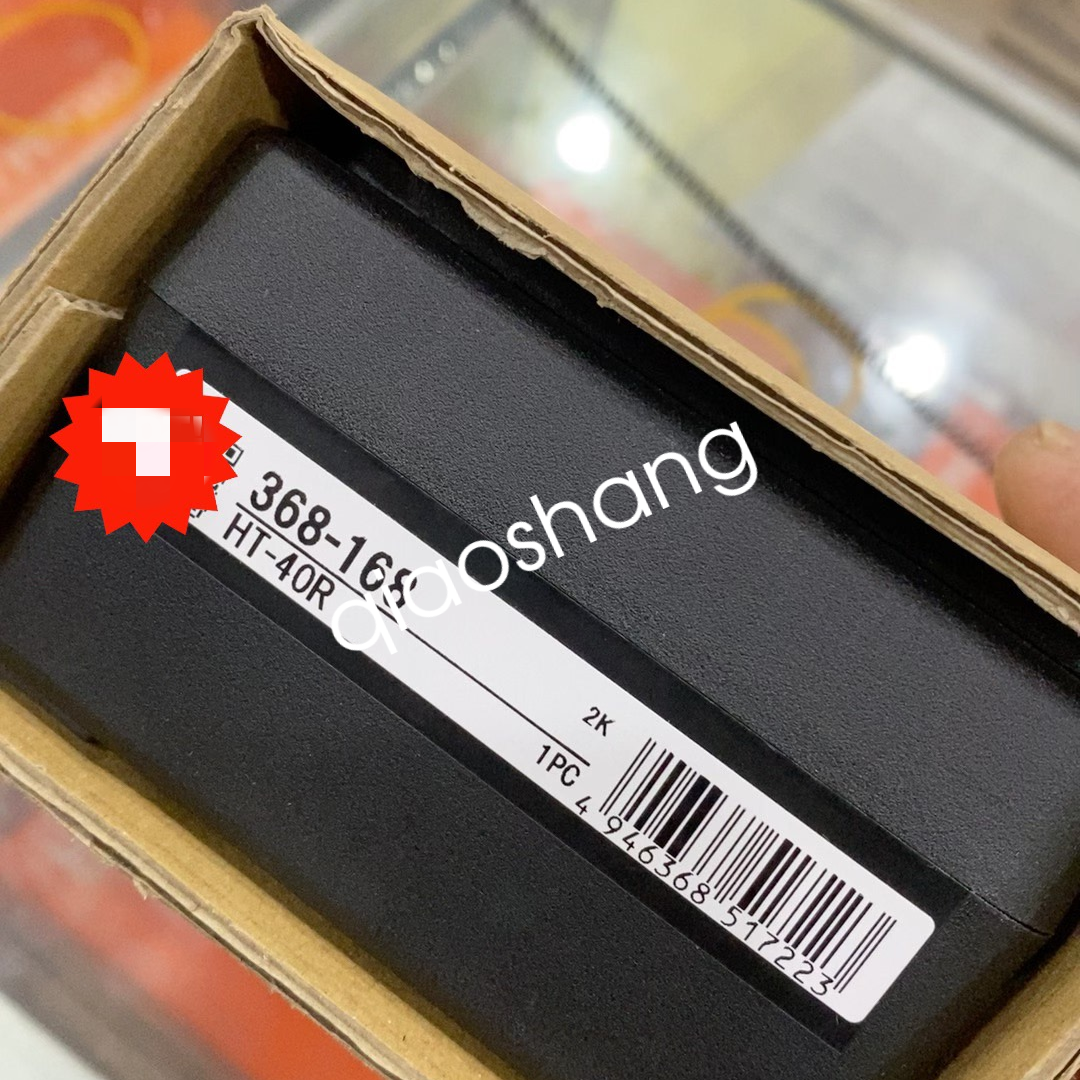 368-168
HT-40R
2K
1PC
4 946368 517223
qiaoshang